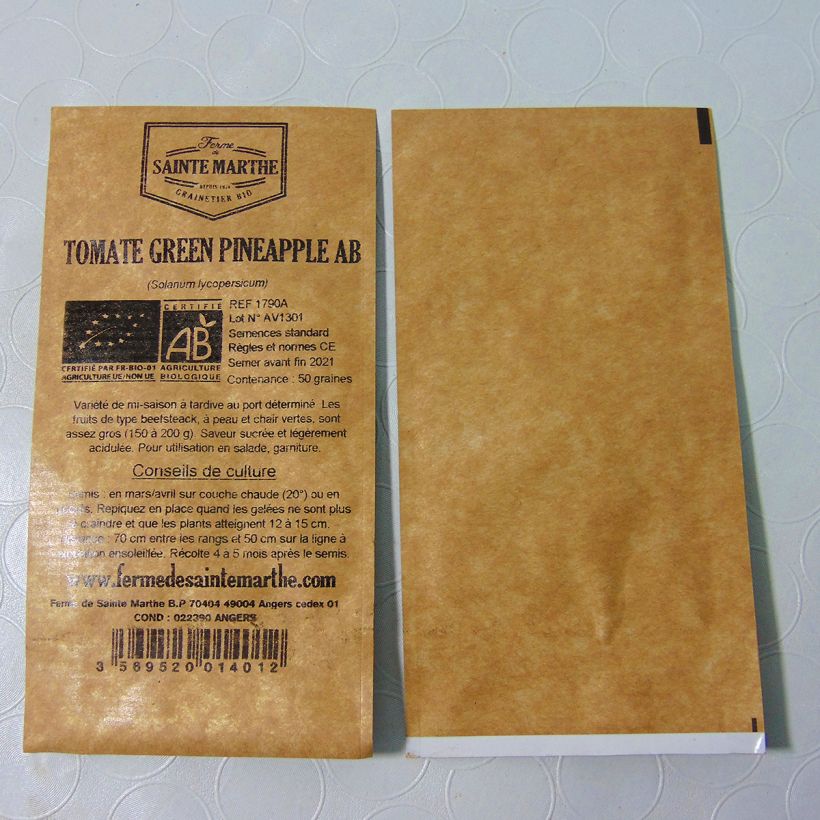 Ferme
de
SAINTE MARTHE
DEPUIS 1974
GRAINETIER BIO
TOMATE GREEN PINEAPPLE AB
(Solanum lycopersicum)
CERTIFIÉ
AB
AGRICULTURE
BIOLOGIQUE
CERTIFIÉ PAR FR-BIO-01
AGRICULTURE UE/NON UE
REF 1790A
Lot N° AV1301
Semences standard
Règles et normes CE
Semer avant fin 2021
Contenance : 50 graines
Variété de mi-saison à tardive au port déterminé. Les
fruits de type beefsteack, à peau et chair vertes, sont
assez gros (150 à 200 g). Saveur sucrée et légèrement
acidulée. Pour utilisation en salade, garniture.
Conseils de culture
Semis : en mars/avril sur couche chaude (20°) ou en
Repiquez en place quand les gelées ne sont plus
à craindre et que les plants atteignent 12 à 15 cm.
: 70 cm entre les rangs et 50 cm sur la ligne à
exposition ensoleillée. Récolte 4 à 5 mois après le semis.
www.fermedesaintemarthe.com
Ferme de Sainte Marthe B.P 70404 49004 Angers cedex 01
COND : 022390 ANGERS
3 569520 014012